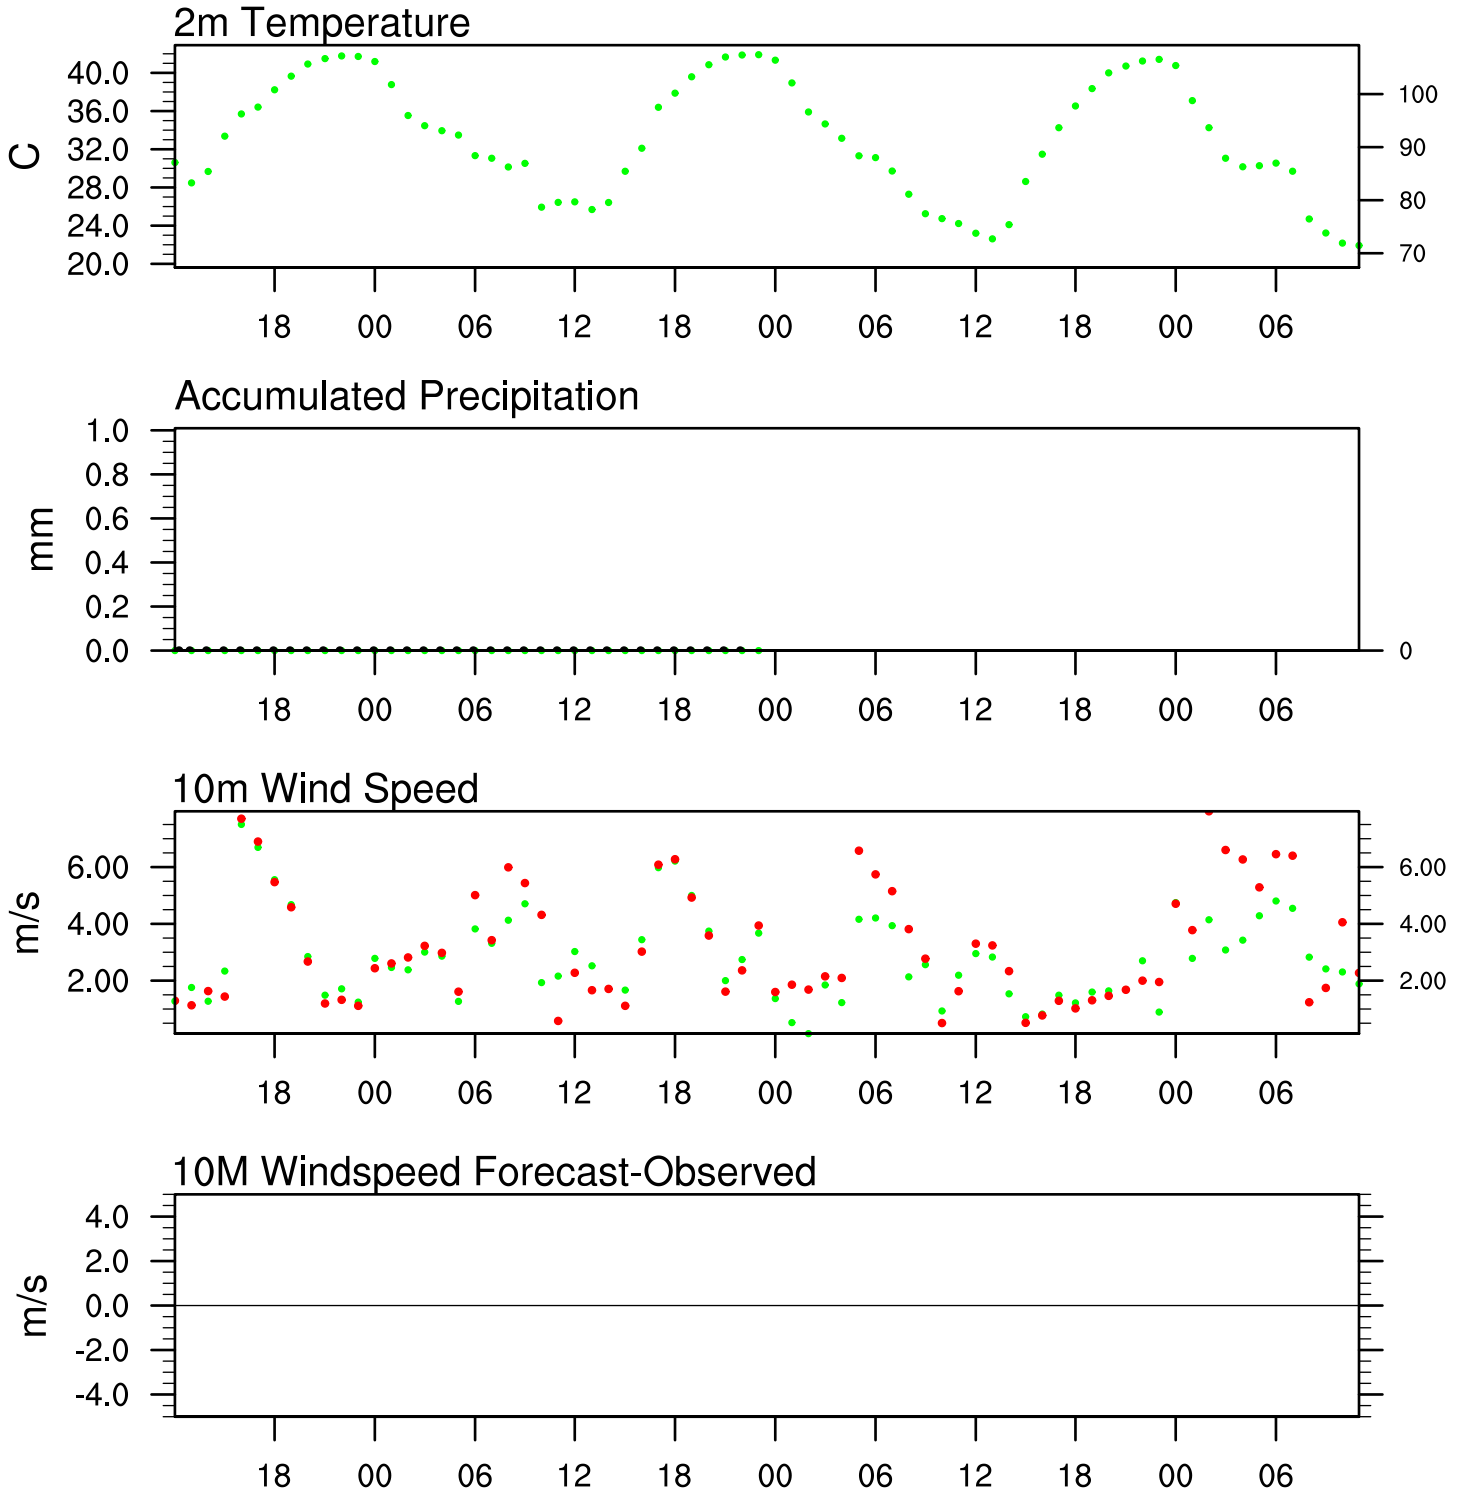 2m Temperature
C
40.0
36.0
32.0
28.0
24.0
20.0
100
90
80
70
18 00 06 12 18 00 06 12 18 00 06
Accumulated Precipitation
mm
1.0
0.8
0.6
0.4
0.2
0.0
0
18 00 06 12 18 00 06 12 18 00 06
10m Wind Speed
m/s
6.00
4.00
2.00
6.00
4.00
2.00
18 00 06 12 18 00 06 12 18 00 06
10M Windspeed Forecast-Observed
m/s
4.0
2.0
0.0
-2.0
-4.0
18 00 06 12 18 00 06 12 18 00 06